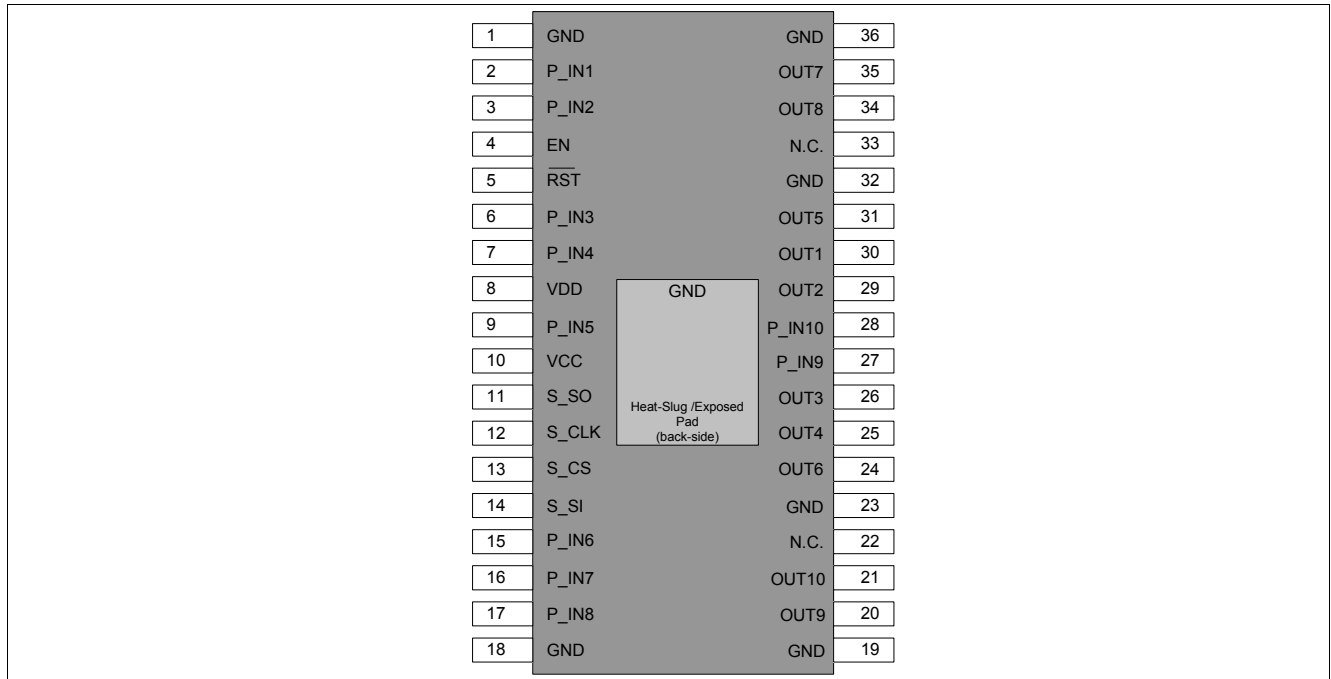 1 GND GND 36
2 P_IN1 OUT7 35
3 P_IN2 OUT8 34
4 EN N.C. 33
5 R̅S̅T̅ GND 32
6 P_IN3 OUT5 31
7 P_IN4 OUT1 30
8 VDD GND OUT2 29
9 P_IN5 P_IN10 28
10 VCC P_IN9 27
11 S_SO OUT3 26
Heat-Slug /Exposed
Pad
(back-side)
12 S_CLK OUT4 25
13 S_CS OUT6 24
14 S_SI GND 23
15 P_IN6 N.C. 22
16 P_IN7 OUT10 21
17 P_IN8 OUT9 20
18 GND GND 19